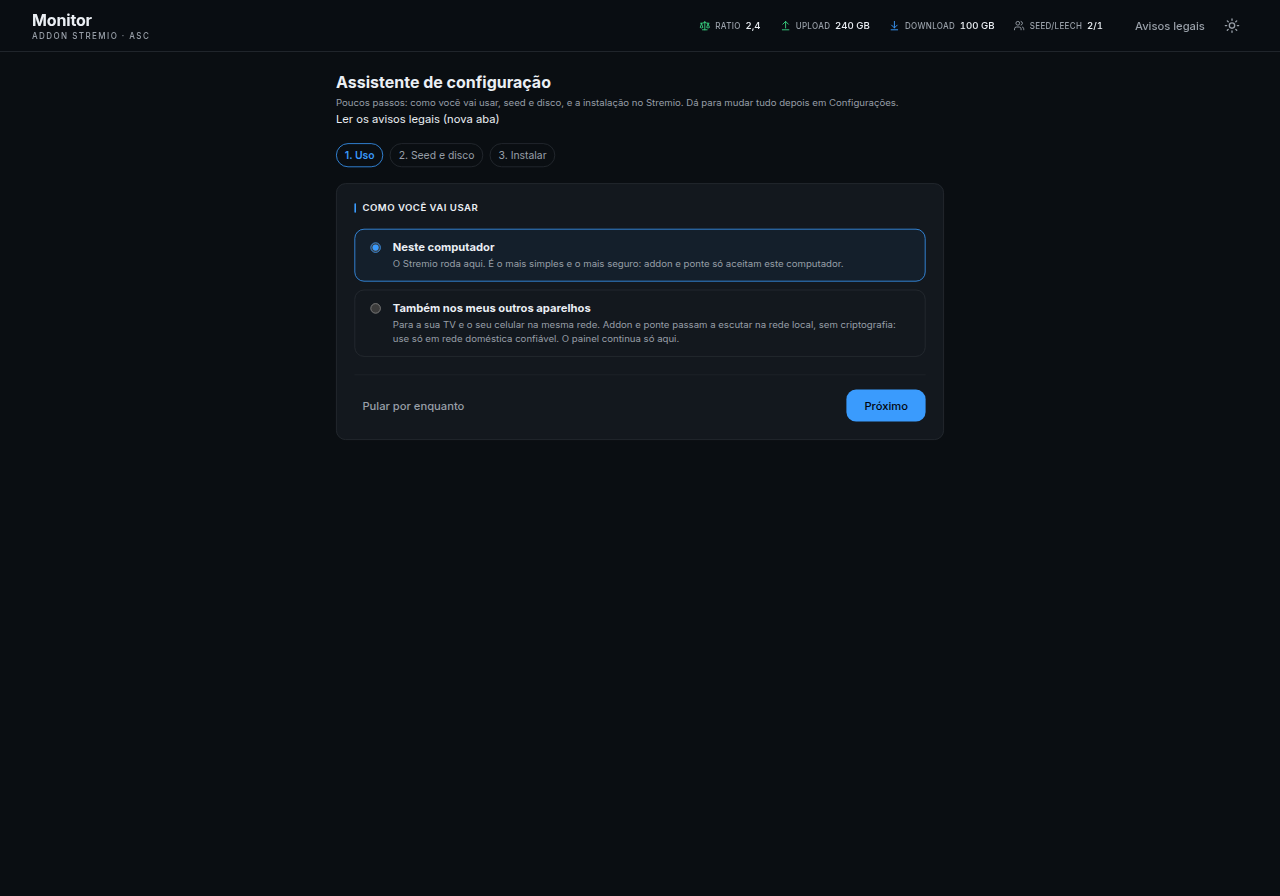 Monitor
ADDON STREMIO · ASC
RATIO 2,4 UPLOAD 240 GB DOWNLOAD 100 GB SEED/LEECH 2/1 Avisos legais
Assistente de configuração
Poucos passos: como você vai usar, seed e disco, e a instalação no Stremio. Dá para mudar tudo depois em Configurações.
Ler os avisos legais (nova aba)
1. Uso 2. Seed e disco 3. Instalar
COMO VOCÊ VAI USAR
Neste computador
O Stremio roda aqui. É o mais simples e o mais seguro: addon e ponte só aceitam este computador.
Também nos meus outros aparelhos
Para a sua TV e o seu celular na mesma rede. Addon e ponte passam a escutar na rede local, sem criptografia:
use só em rede doméstica confiável. O painel continua só aqui.
Pular por enquanto Próximo